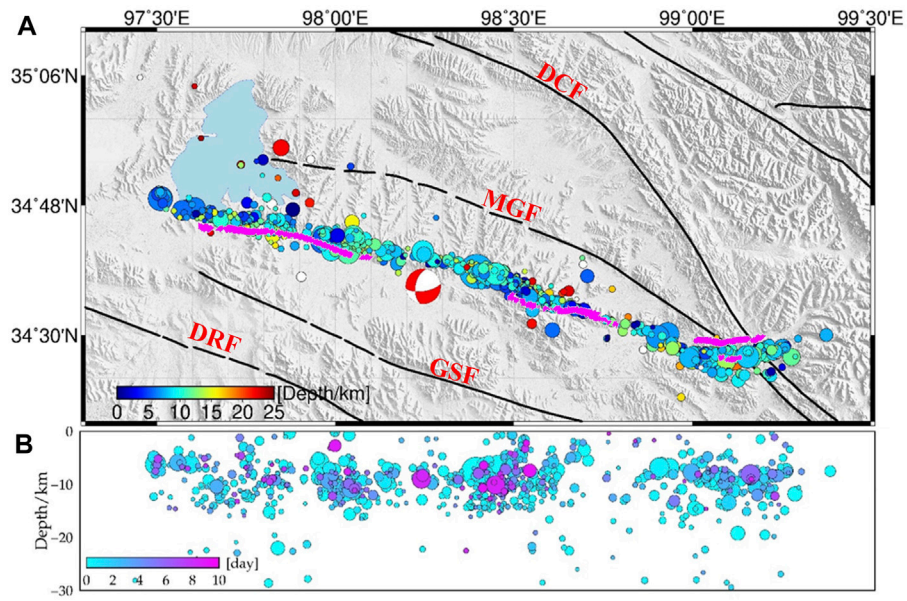 A
97°30'E 98°00'E 98°30'E 99°00'E 99°30'E
35°06'N
DCF
34°48'N
MGF
34°30'N
DRF
GSF
[Depth/km]
0 5 10 15 20 25
B
0
−10
−20
−30
Depth/km
[day]
0 2 4 6 8 10